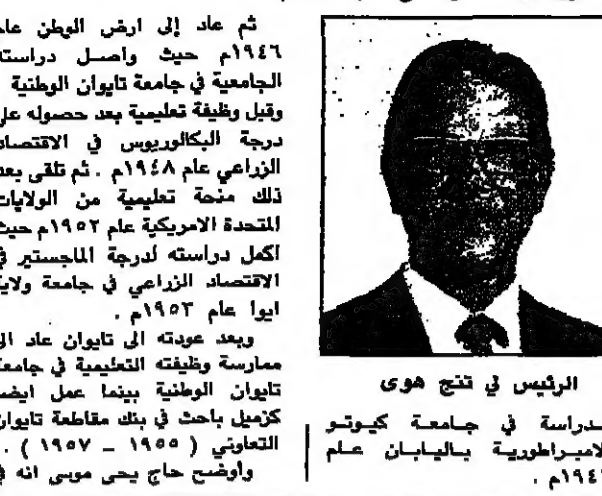 الرئيس لي تنج هوى
لدراسة في جامعة كيوتو
الامبراطورية باليابان عام
ثم عاد إلى ارض الوطن عام
١٩٤٦م حيث واصل دراسته
الجامعية في جامعة تايوان الوطنية
وقبل وظيفة تعليمية بعد حصوله على
درجة البكالوريوس في الاقتصاد
الزراعي عام ١٩٤٨م . ثم تلقى بعد
ذلك منحة تعليمية من الولايات
المتحدة الامريكية عام ١٩٥٢م حيث
اكمل دراسته لدرجة الماجستير في
الاقتصاد الزراعي في جامعة ولاية
ايوا عام ١٩٥٣م .
وبعد عودته الى تايوان عاد الى
ممارسة وظيفته التعليمية في جامعة
تايوان الوطنية بينما عمل ايضا
كزميل باحث في بنك مقاطعة تايوان
التعاوني ( ١٩٥٥ _ ١٩٥٧ ) .
وأوضح حاج يحى موسى انه في